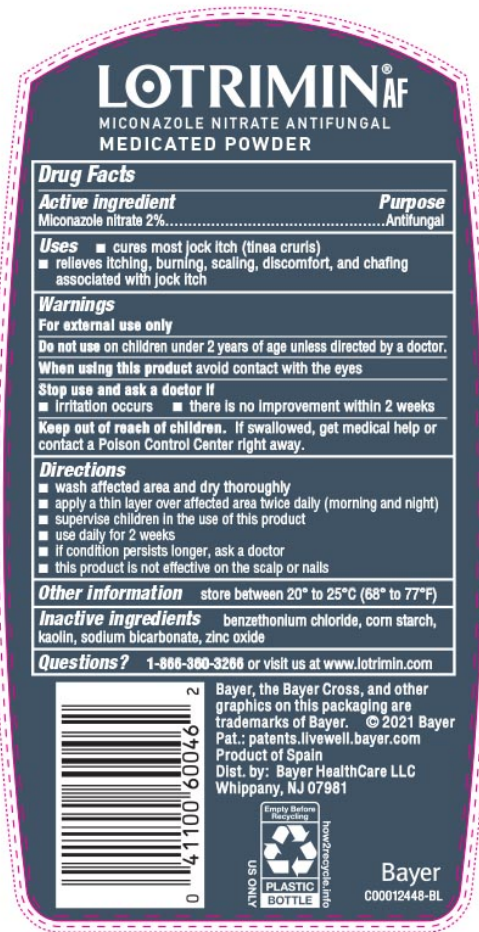 LOTRIMIN® AF
MICONAZOLE NITRATE ANTIFUNGAL
MEDICATED POWDER
Drug Facts
Active ingredient Purpose
Miconazole nitrate 2%................................................Antifungal
Uses ■ cures most jock itch (tinea cruris)
■ relieves itching, burning, scaling, discomfort, and chafing
associated with jock itch
Warnings
For external use only
Do not use on children under 2 years of age unless directed by a doctor.
When using this product avoid contact with the eyes
Stop use and ask a doctor if
■ irritation occurs ■ there is no improvement within 2 weeks
Keep out of reach of children. If swallowed, get medical help or
contact a Poison Control Center right away.
Directions
■ wash affected area and dry thoroughly
■ apply a thin layer over affected area twice daily (morning and night)
■ supervise children in the use of this product
■ use daily for 2 weeks
■ if condition persists longer, ask a doctor
■ this product is not effective on the scalp or nails
Other information store between 20° to 25°C (68° to 77°F)
Inactive ingredients benzethonium chloride, corn starch,
kaolin, sodium bicarbonate, zinc oxide
Questions? 1-866-360-3266 or visit us at www.lotrimin.com
0 41100 60046 2
Bayer, the Bayer Cross, and other
graphics on this packaging are
trademarks of Bayer. © 2021 Bayer
Pat.: patents.livewell.bayer.com
Product of Spain
Dist. by: Bayer HealthCare LLC
Whippany, NJ 07981
Empty Before
Recycling
PLASTIC
BOTTLE
how2recycle.info
US ONLY
Bayer
C00012448-BL